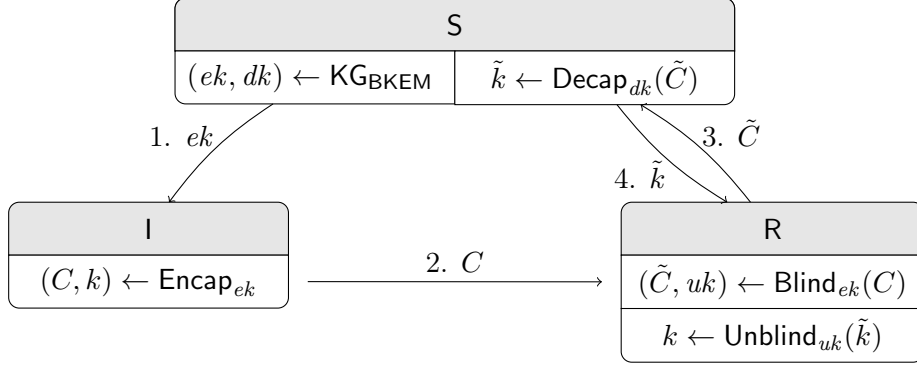 S
(ek, dk) ← KG_BKEM
k̃ ← Decap_dk(C̃)
1. ek
3. C̃
4. k̃
I
R
(C, k) ← Encap_ek
2. C
(C̃, uk) ← Blind_ek(C)
k ← Unblind_uk(k̃)